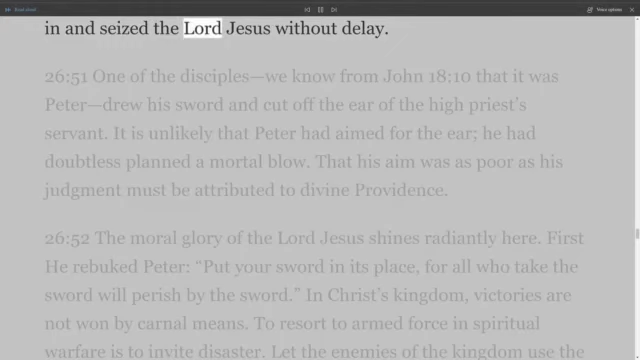 Voice options
in and seized the Lord Jesus without delay.
26:51 One of the disciples—we know from John 18:10 that it was
Peter—drew his sword and cut off the ear of the high priest’s
servant. It is unlikely that Peter had aimed for the ear; he had
doubtless planned a mortal blow. That his aim was as poor as his
judgment must be attributed to divine Providence.
26:52 The moral glory of the Lord Jesus shines radiantly here. First
He rebuked Peter: “Put your sword in its place, for all who take the
sword will perish by the sword.” In Christ’s kingdom, victories are
not won by carnal means. To resort to armed force in spiritual
warfare is to invite disaster. Let the enemies of the kingdom use the